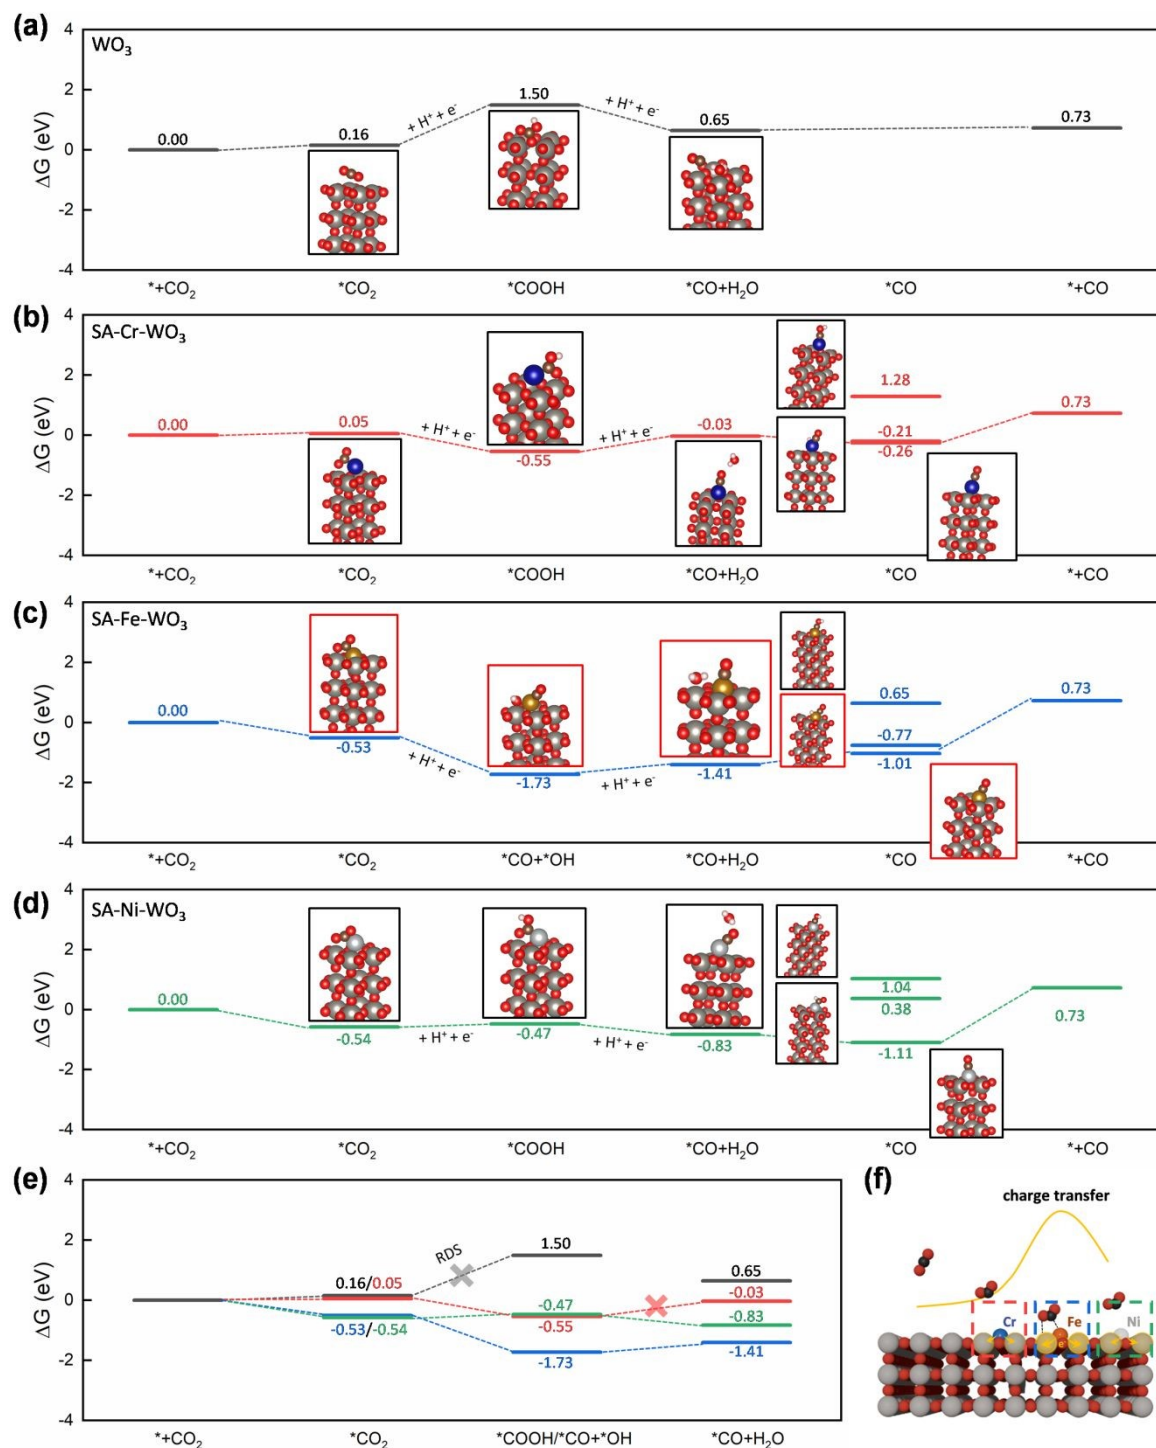 (a)
WO₃
ΔG (eV)
4
2
0
-2
-4
0.00
0.16
+ H⁺ + e⁻
1.50
+ H⁺ + e⁻
0.65
0.73
*+CO₂
*CO₂
*COOH
*CO+H₂O
*CO
*+CO
(b)
SA-Cr-WO₃
ΔG (eV)
4
2
0
-2
-4
0.00
0.05
+ H⁺ + e⁻
-0.55
+ H⁺ + e⁻
-0.03
1.28
-0.21
-0.26
0.73
*+CO₂
*CO₂
*COOH
*CO+H₂O
*CO
*+CO
(c)
SA-Fe-WO₃
ΔG (eV)
4
2
0
-2
-4
0.00
-0.53
+ H⁺ + e⁻
-1.73
+ H⁺ + e⁻
-1.41
0.65
-0.77
-1.01
0.73
*+CO₂
*CO₂
*CO+*OH
*CO+H₂O
*CO
*+CO
(d)
SA-Ni-WO₃
ΔG (eV)
4
2
0
-2
-4
0.00
-0.54
+ H⁺ + e⁻
-0.47
+ H⁺ + e⁻
-0.83
1.04
0.38
-1.11
0.73
*+CO₂
*CO₂
*COOH
*CO+H₂O
*CO
*+CO
(e)
ΔG (eV)
4
2
0
-2
-4
0.16/0.05
-0.53/-0.54
RDS
1.50
-0.47
-0.55
-1.73
0.65
-0.03
-0.83
-1.41
*+CO₂
*CO₂
*COOH/*CO+*OH
*CO+H₂O
(f)
charge transfer
Cr
Fe
Ni